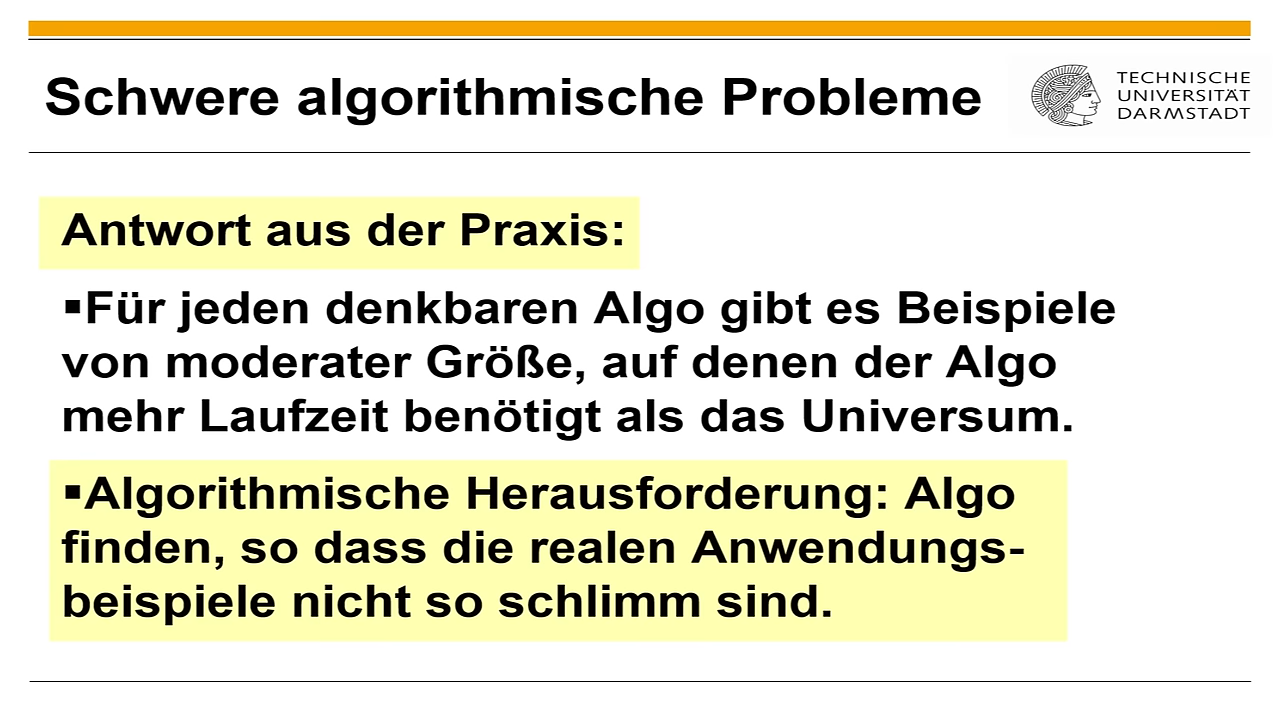 Schwere algorithmische Probleme
TECHNISCHE
UNIVERSITÄT
DARMSTADT
Antwort aus der Praxis:
▪Für jeden denkbaren Algo gibt es Beispiele
von moderater Größe, auf denen der Algo
mehr Laufzeit benötigt als das Universum.
▪Algorithmische Herausforderung: Algo
finden, so dass die realen Anwendungs-
beispiele nicht so schlimm sind.